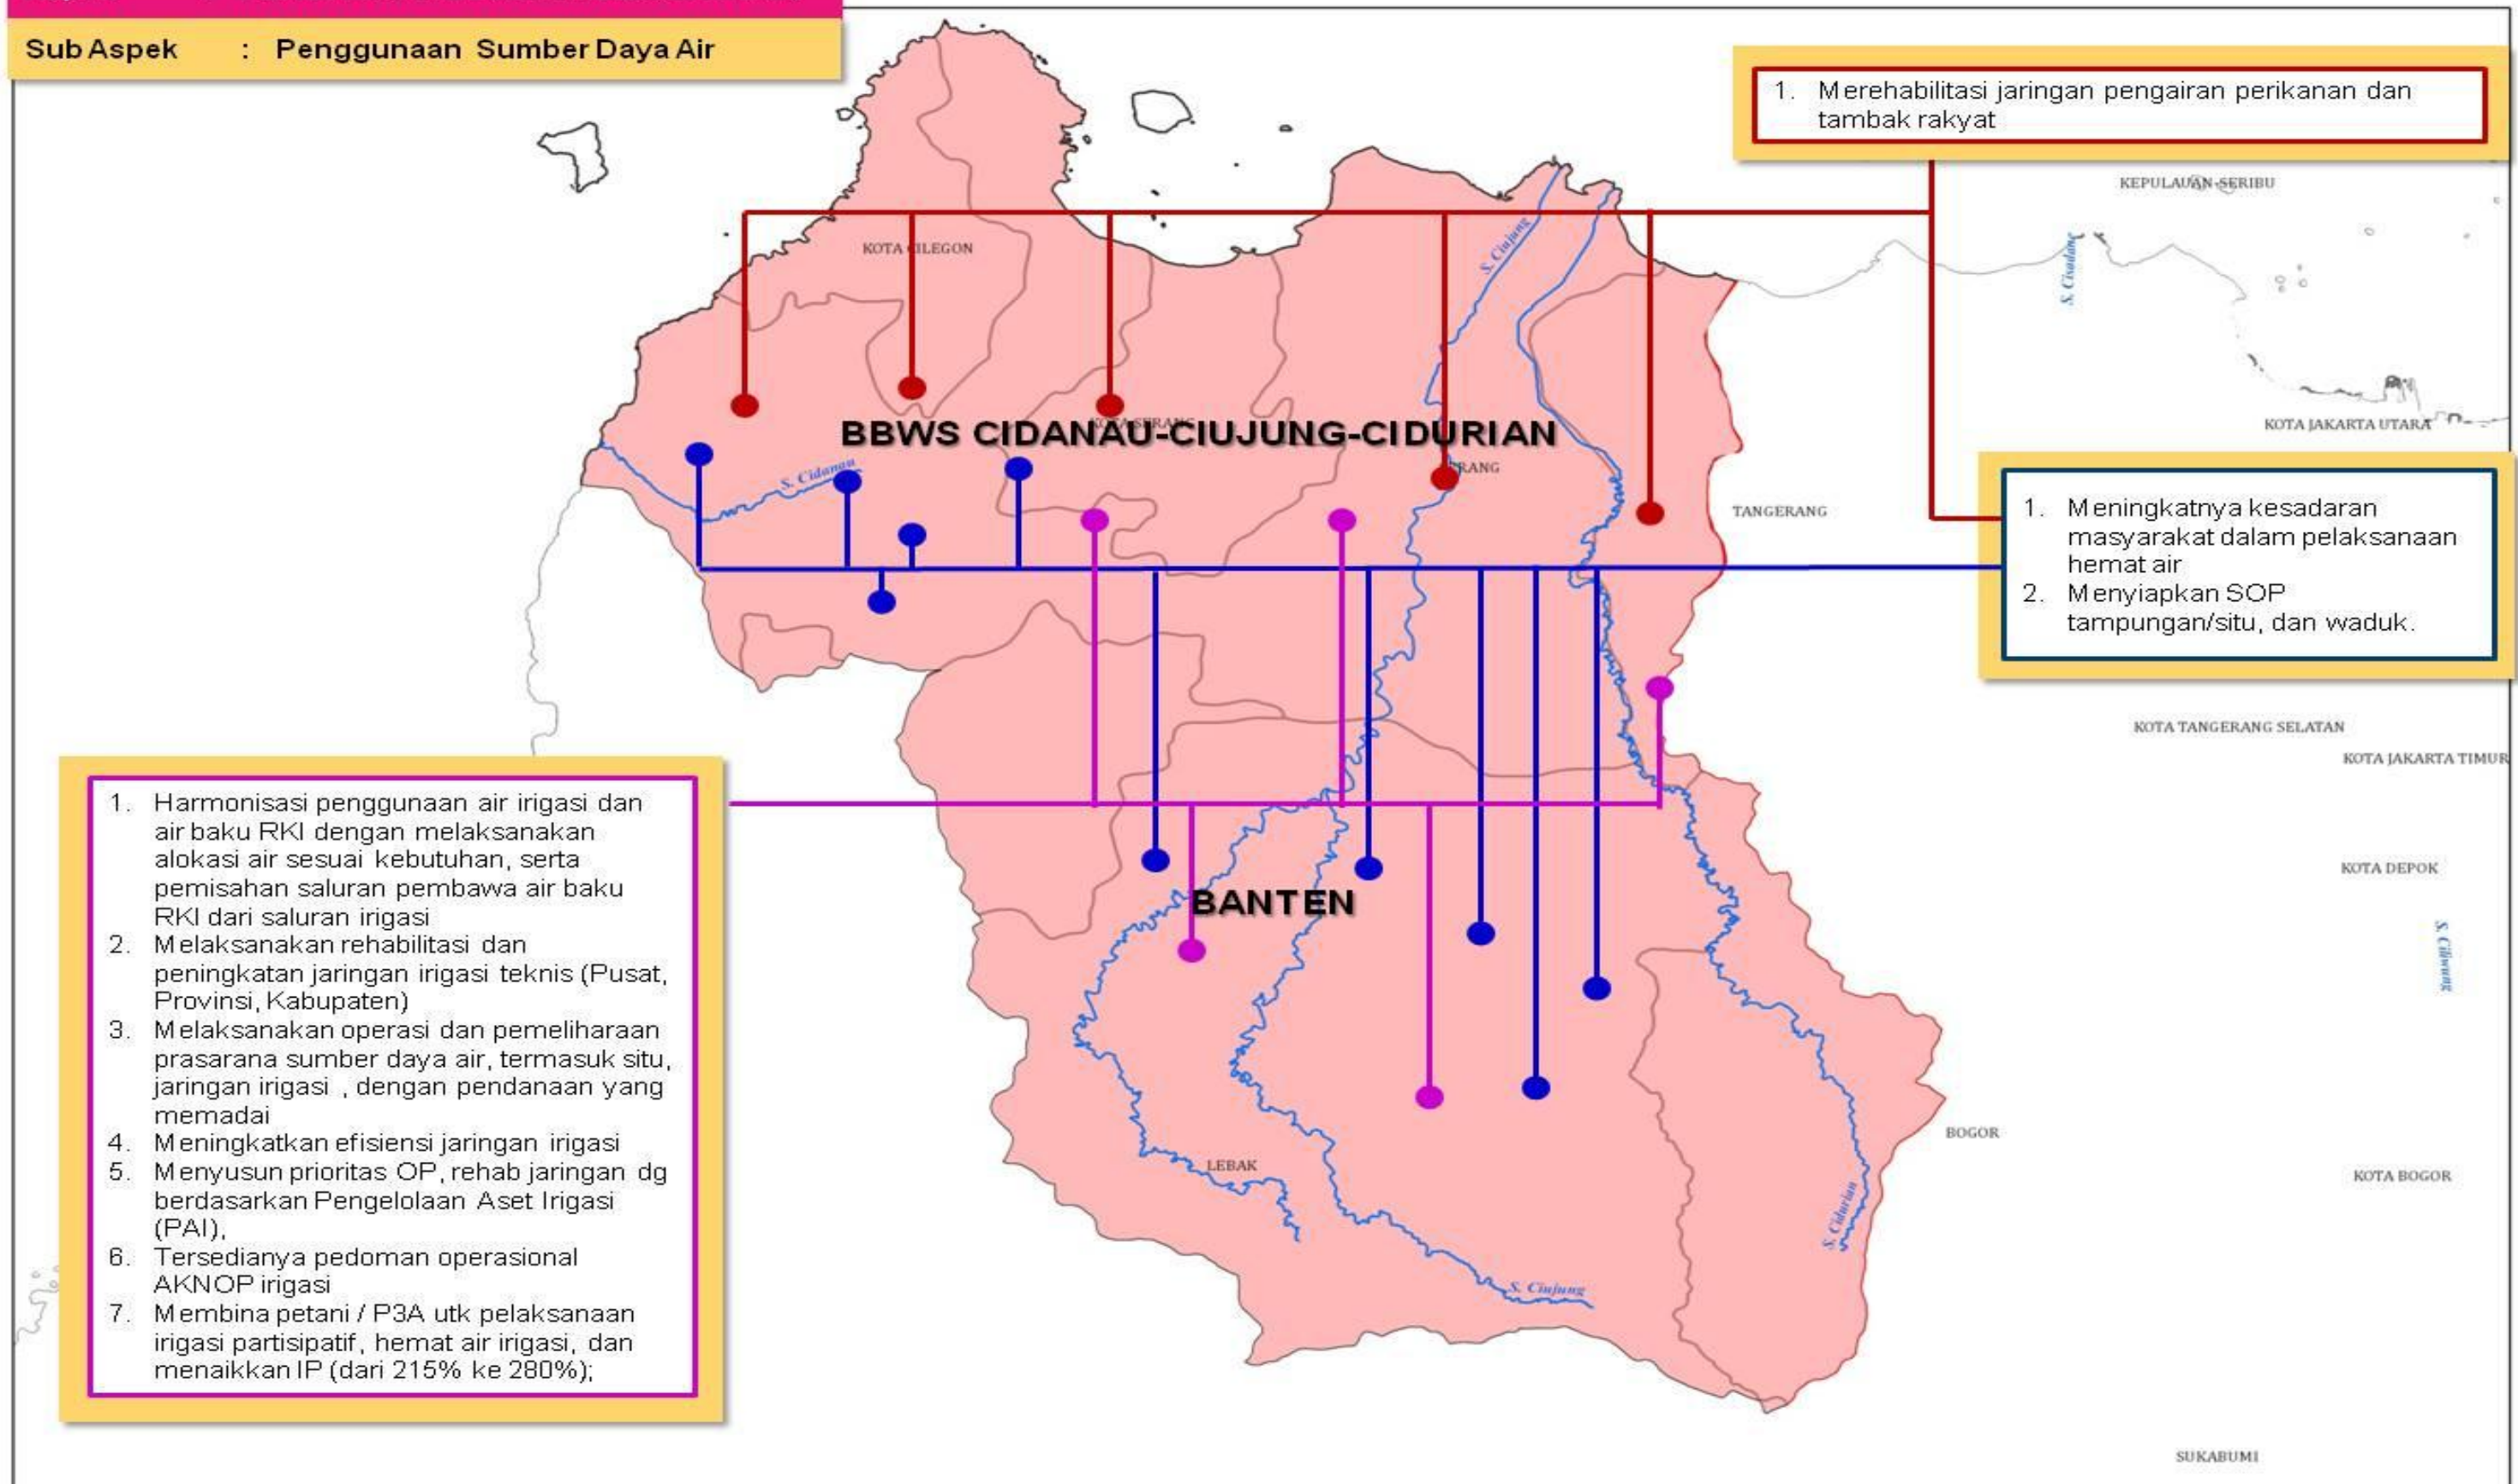 Sub Aspek : Penggunaan Sumber Daya Air
1. Merehabilitasi jaringan pengairan perikanan dan
tambak rakyat
KEPULAUAN SERIBU
KOTA CILEGON
S. Ciujung
S. Cisadane
KOTA JAKARTA UTARA
KOTA SERANG
BBWS CIDANAU-CIUJUNG-CIDURIAN
S. Cidanau
RANG
TANGERANG
1. Meningkatnya kesadaran
masyarakat dalam pelaksanaan
hemat air
2. Menyiapkan SOP
tampungan/situ, dan waduk.
KOTA TANGERANG SELATAN
KOTA JAKARTA TIMUR
1. Harmonisasi penggunaan air irigasi dan
air baku RKI dengan melaksanakan
alokasi air sesuai kebutuhan, serta
pemisahan saluran pembawa air baku
RKI dari saluran irigasi
2. Melaksanakan rehabilitasi dan
peningkatan jaringan irigasi teknis (Pusat,
Provinsi, Kabupaten)
3. Melaksanakan operasi dan pemeliharaan
prasarana sumber daya air, termasuk situ,
jaringan irigasi , dengan pendanaan yang
memadai
4. Meningkatkan efisiensi jaringan irigasi
5. Menyusun prioritas OP, rehab jaringan dg
berdasarkan Pengelolaan Aset Irigasi
(PAI),
6. Tersedianya pedoman operasional
AKNOP irigasi
7. Membina petani / P3A utk pelaksanaan
irigasi partisipatif, hemat air irigasi, dan
menaikkan IP (dari 215% ke 280%);
KOTA DEPOK
BANTEN
S. Ciliwung
BOGOR
LEBAK
KOTA BOGOR
S. Cidurian
S. Ciujung
SUKABUMI